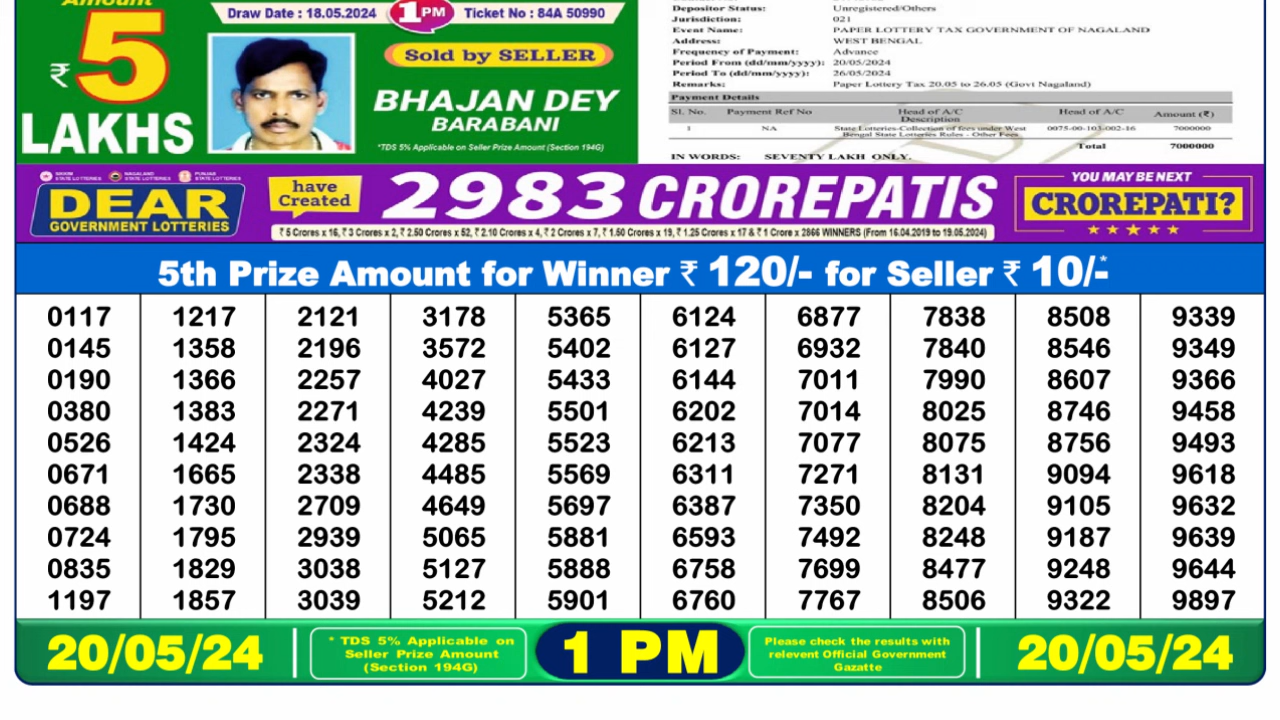 Amount
₹5
LAKHS
Draw Date : 18.05.2024
1 PM
Ticket No : 84A 50990
Sold by SELLER
BHAJAN DEY
BARABANI
*TDS 5% Applicable on Seller Prize Amount (Section 194G)
Depositor Status: Unregistered/Others
Jurisdiction: 021
Event Name: PAPER LOTTERY TAX GOVERNMENT OF NAGALAND
Address: WEST BENGAL
Frequency of Payment: Advance
Period From (dd/mm/yyyy): 20/05/2024
Period To (dd/mm/yyyy): 26/05/2024
Remarks: Paper Lottery Tax 20.05 to 26.05 (Govt Nagaland)
Payment Details
Sl. No. Payment Ref No Head of A/C Description Head of A/C Amount (₹)
1 NA State Lotteries-Collection of fees under West Bengal State Lotteries Rules - Other Fees 0075-00-103-002-16 7000000
Total 7000000
IN WORDS: SEVENTY LAKH ONLY.
SIKKIM STATE LOTTERIES NAGALAND STATE LOTTERIES PUNJAB STATE LOTTERIES
DEAR
GOVERNMENT LOTTERIES
have
Created
2983 CROREPATIS
₹ 5 Crores x 16, ₹ 3 Crores x 2, ₹ 2.50 Crores x 52, ₹ 2.10 Crores x 4, ₹ 2 Crores x 7, ₹ 1.50 Crores x 19, ₹ 1.25 Crores x 17 & ₹ 1 Crore x 2866 WINNERS (From 16.04.2019 to 19.05.2024)
YOU MAY BE NEXT
CROREPATI?
5th Prize Amount for Winner ₹ 120/- for Seller ₹ 10/-*
0117 1217 2121 3178 5365 6124 6877 7838 8508 9339
0145 1358 2196 3572 5402 6127 6932 7840 8546 9349
0190 1366 2257 4027 5433 6144 7011 7990 8607 9366
0380 1383 2271 4239 5501 6202 7014 8025 8746 9458
0526 1424 2324 4285 5523 6213 7077 8075 8756 9493
0671 1665 2338 4485 5569 6311 7271 8131 9094 9618
0688 1730 2709 4649 5697 6387 7350 8204 9105 9632
0724 1795 2939 5065 5881 6593 7492 8248 9187 9639
0835 1829 3038 5127 5888 6758 7699 8477 9248 9644
1197 1857 3039 5212 5901 6760 7767 8506 9322 9897
20/05/24
* TDS 5% Applicable on
Seller Prize Amount
(Section 194G)
1 PM
Please check the results with
relevent Official Government
Gazatte
20/05/24